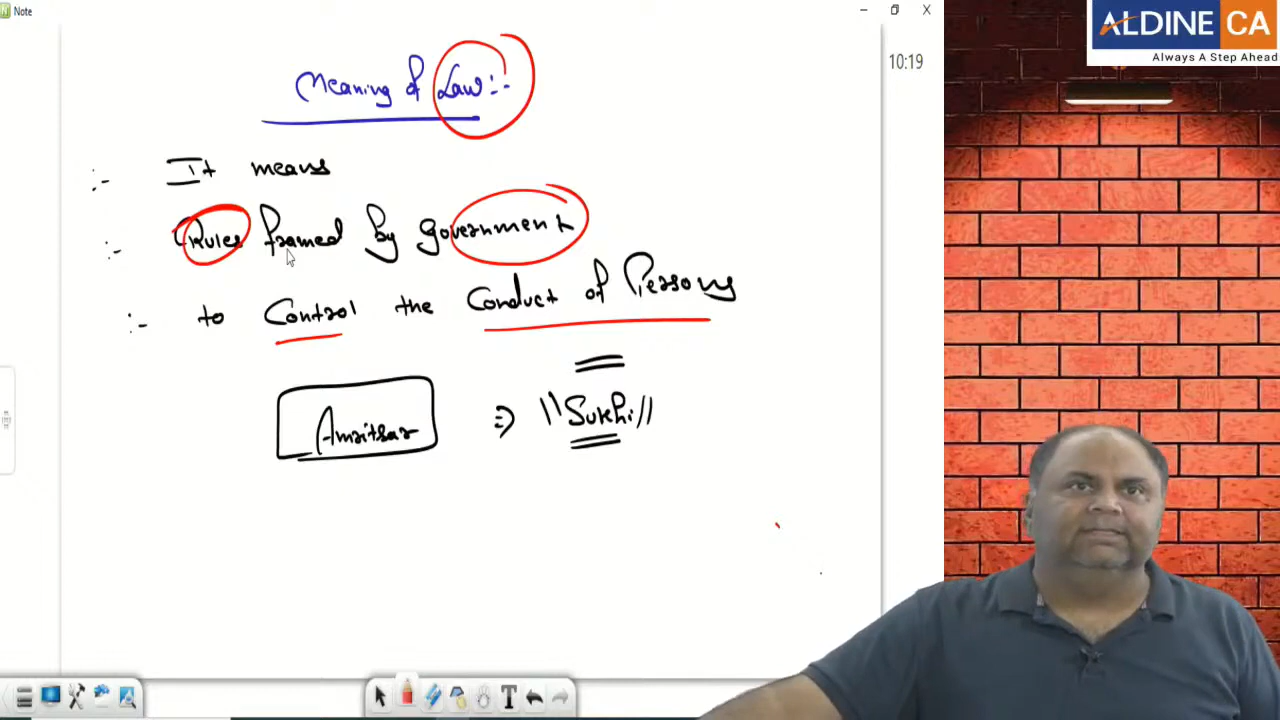 Note
ALDINE CA
Always A Step Ahead
10:19
Meaning of Law:-
:- It means
:- Rules framed by government
:- to Control the Conduct of Persons
Amritsar ⇒ "Sukhi"
T